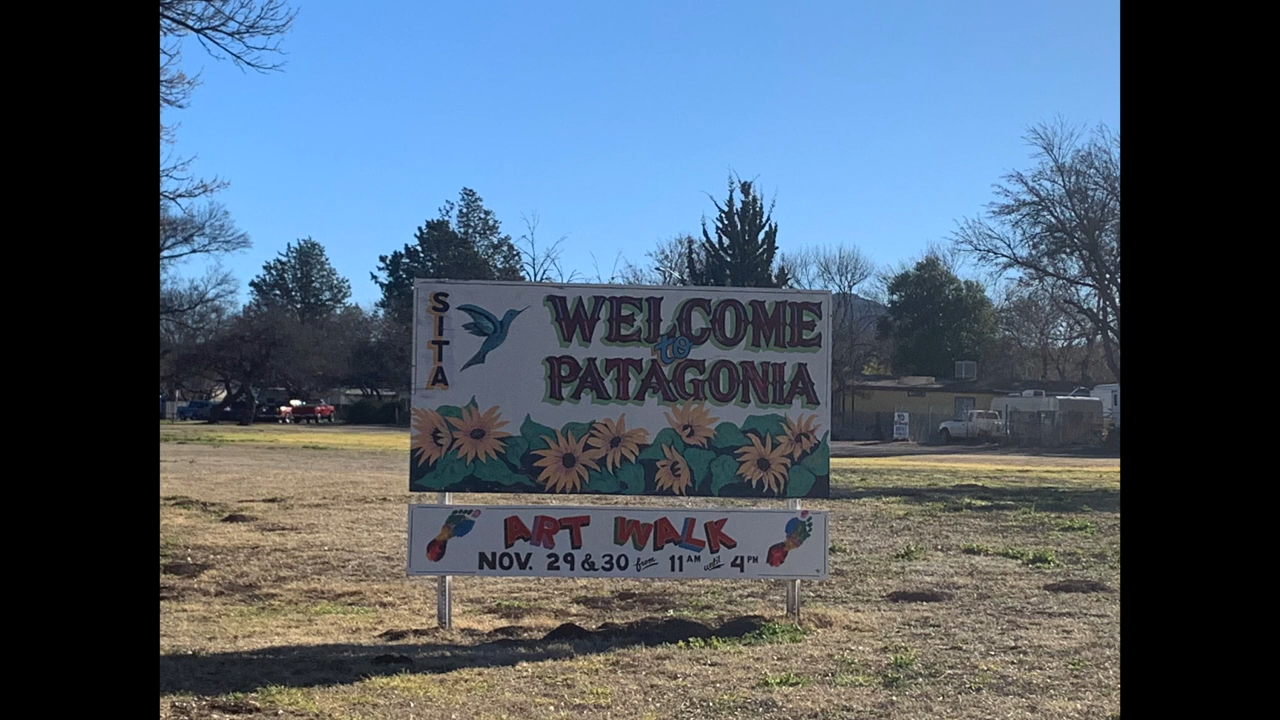 SITA
WELCOME
to
PATAGONIA
ART WALK
NOV. 29 & 30 from 11AM until 4PM